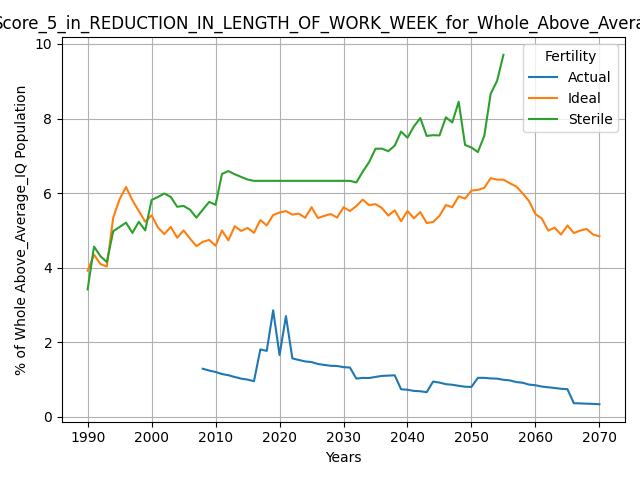 Score_5_in_REDUCTION_IN_LENGTH_OF_WORK_WEEK_for_Whole_Above_Avera
Fertility
Actual
Ideal
Sterile
% of Whole Above_Average_IQ Population
10
8
6
4
2
0
1990 2000 2010 2020 2030 2040 2050 2060 2070
Years